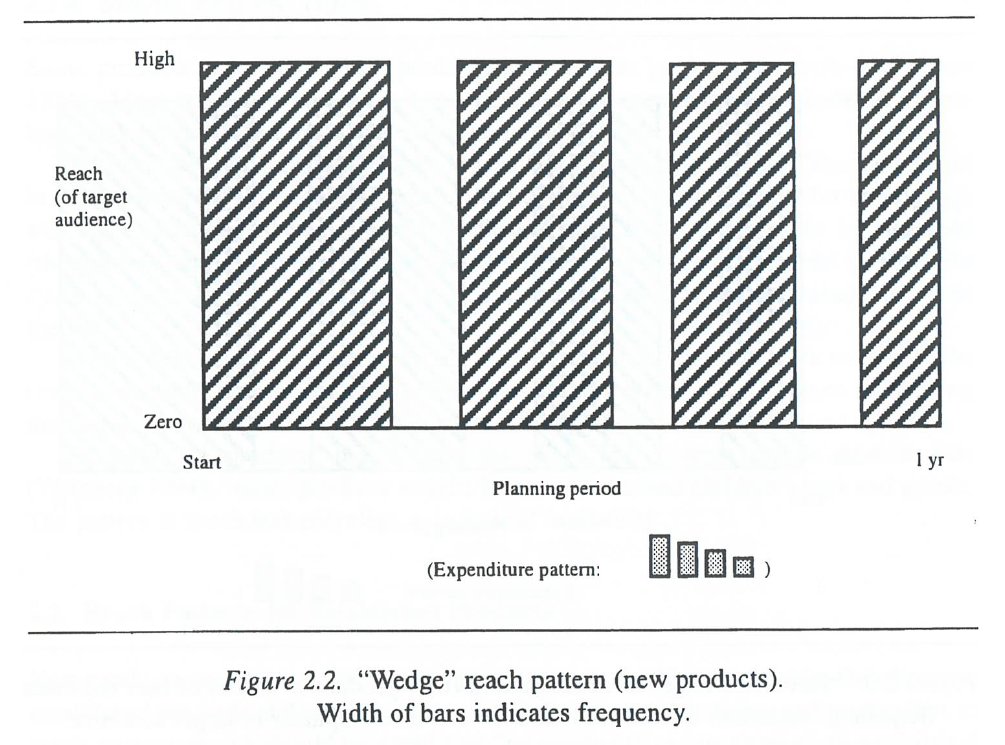 High
Reach
(of target
audience)
Zero
Start
1 yr
Planning period
(Expenditure pattern: )
Figure 2.2. “Wedge” reach pattern (new products).
Width of bars indicates frequency.